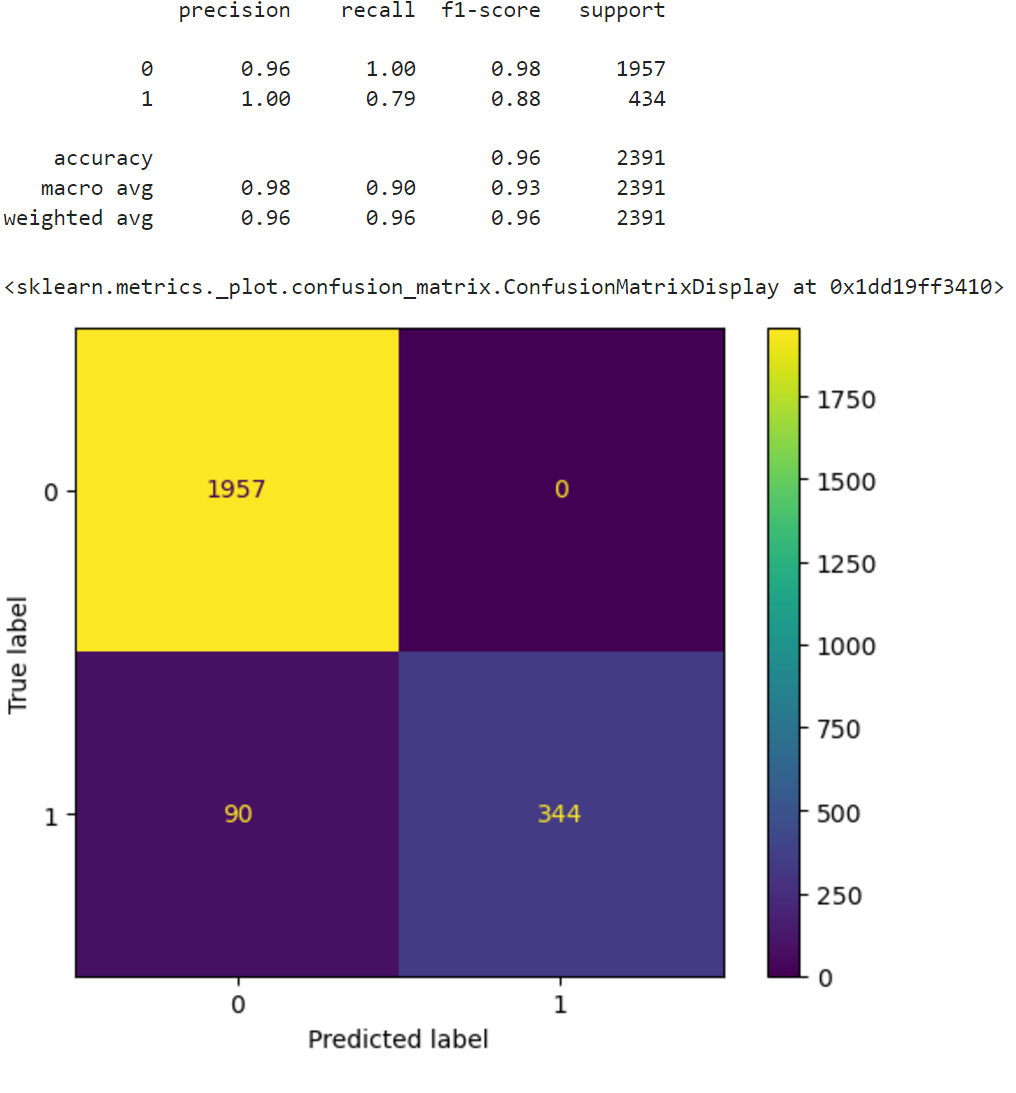 precision recall f1-score support
0 0.96 1.00 0.98 1957
1 1.00 0.79 0.88 434
accuracy 0.96 2391
macro avg 0.98 0.90 0.93 2391
weighted avg 0.96 0.96 0.96 2391
<sklearn.metrics._plot.confusion_matrix.ConfusionMatrixDisplay at 0x1dd19ff3410>
1750
1500
1250
1000
750
500
250
0
True label
0
1
1957 0
90 344
0 1
Predicted label